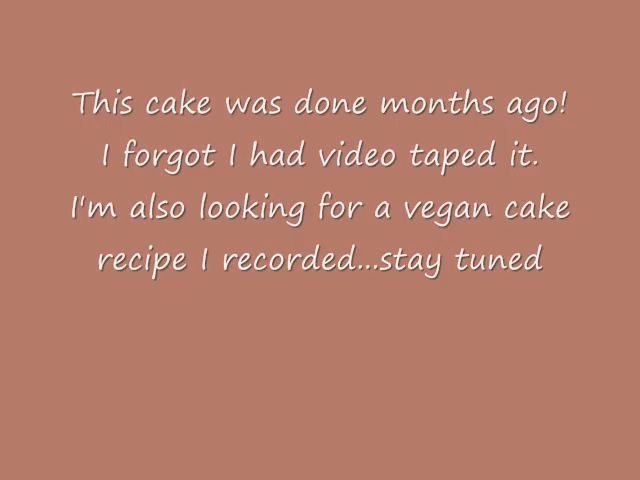 This cake was done months ago!
I forgot I had video taped it.
I'm also looking for a vegan cake
recipe I recorded...stay tuned